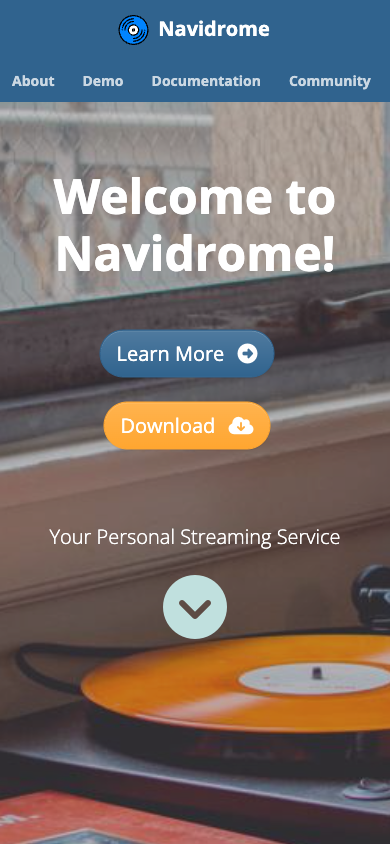 Navidrome
About Demo Documentation Community
Welcome to
Navidrome!
Learn More
Download
Your Personal Streaming Service